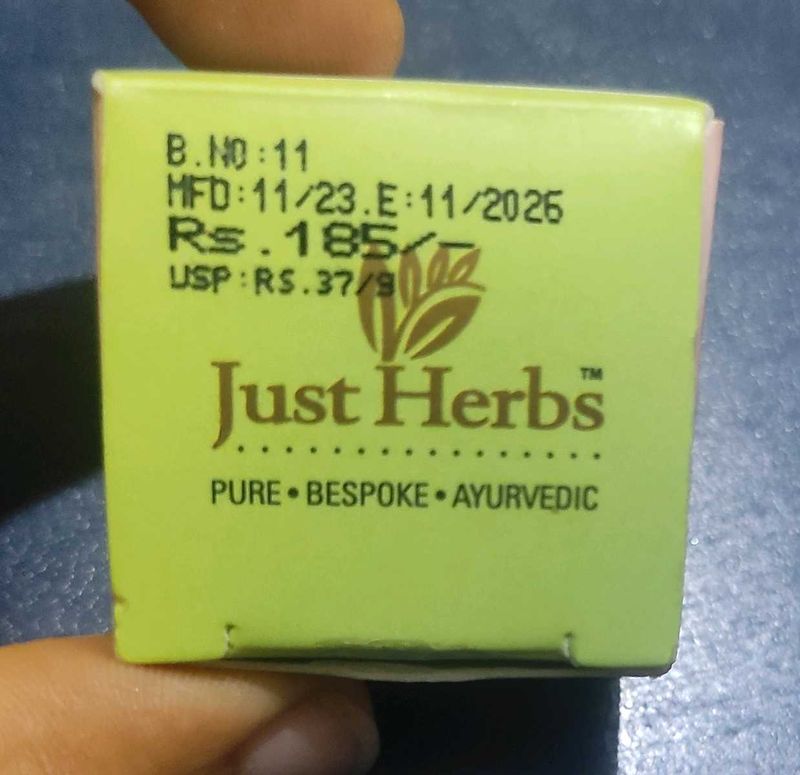 B.NO:11
MFD:11/23.E:11/2026
Rs.185/-
USP:RS.37/g
Just Herbs™
PURE • BESPOKE • AYURVEDIC